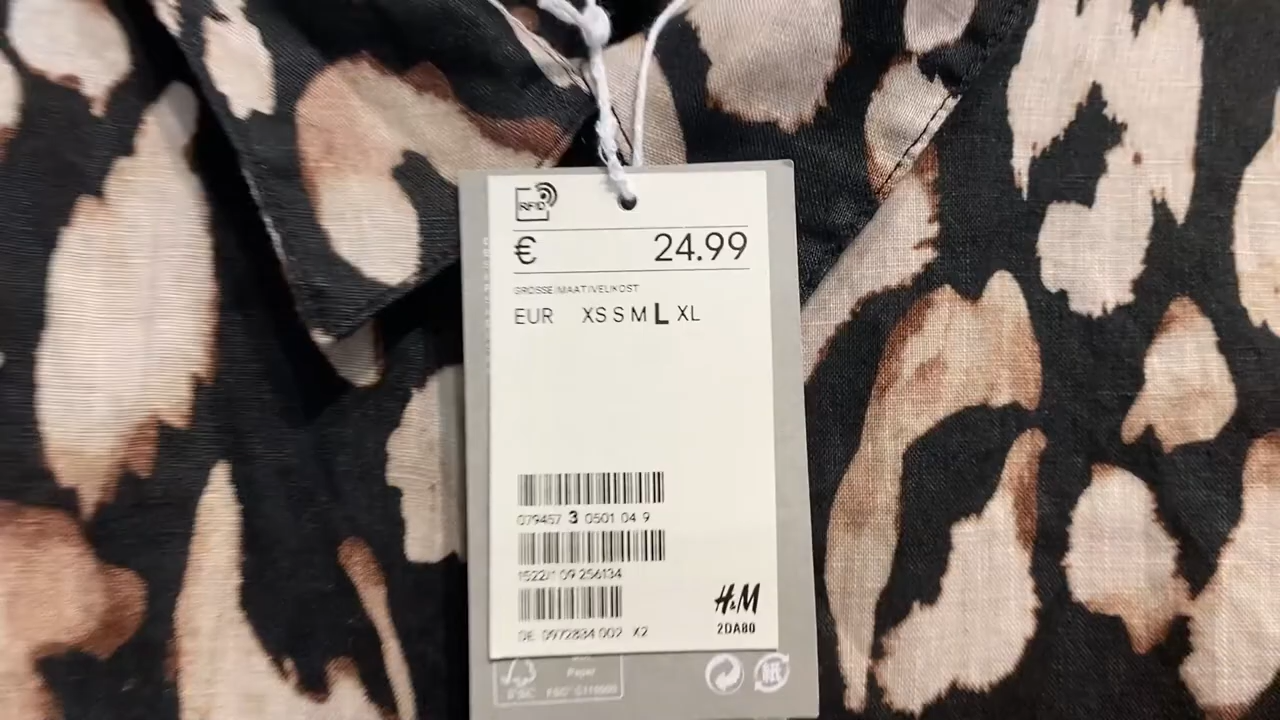 RFID
€ 24.99
GROSSE/MAAT/VELIKOST
EUR XS S M L XL
079457 3 0501 04 9
1522/1 09 256134
DE 0972834 002 X2
H&M
2DA80
Paper
FSC